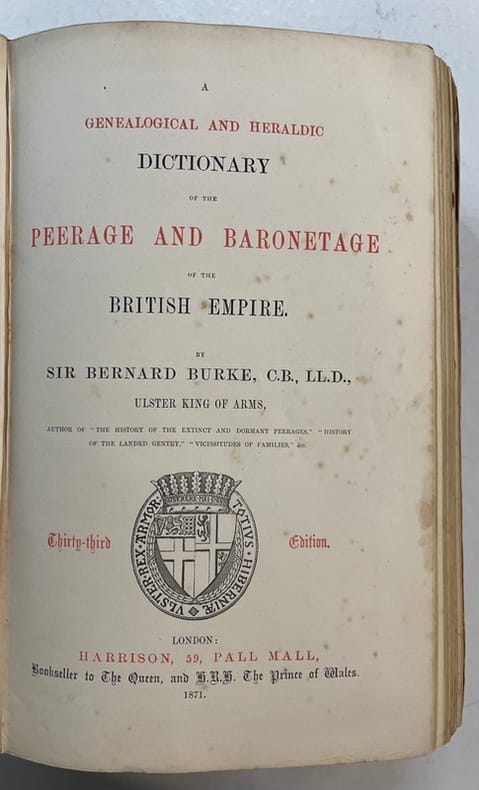 A
GENEALOGICAL AND HERALDIC
DICTIONARY
OF THE
PEERAGE AND BARONETAGE
OF THE
BRITISH EMPIRE.
BY
SIR BERNARD BURKE, C.B., LL.D.,
ULSTER KING OF ARMS,
AUTHOR OF "THE HISTORY OF THE EXTINCT AND DORMANT PEERAGES," "HISTORY
OF THE LANDED GENTRY," "VICISSITUDES OF FAMILIES," &c.
VLSTER·REX·ARMOR· TOTIVS·HIBERNIÆ
Thirty-third Edition.
LONDON:
HARRISON, 59, PALL MALL,
Bookseller to The Queen, and H.R.H. The Prince of Wales.
1871.